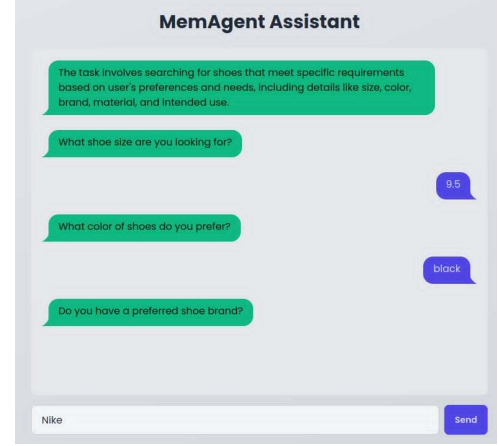 MemAgent Assistant
The task involves searching for shoes that meet specific requirements
based on user's preferences and needs, including details like size, color,
brand, material, and intended use.
What shoe size are you looking for?
9.5
What color of shoes do you prefer?
black
Do you have a preferred shoe brand?
Nike
Send